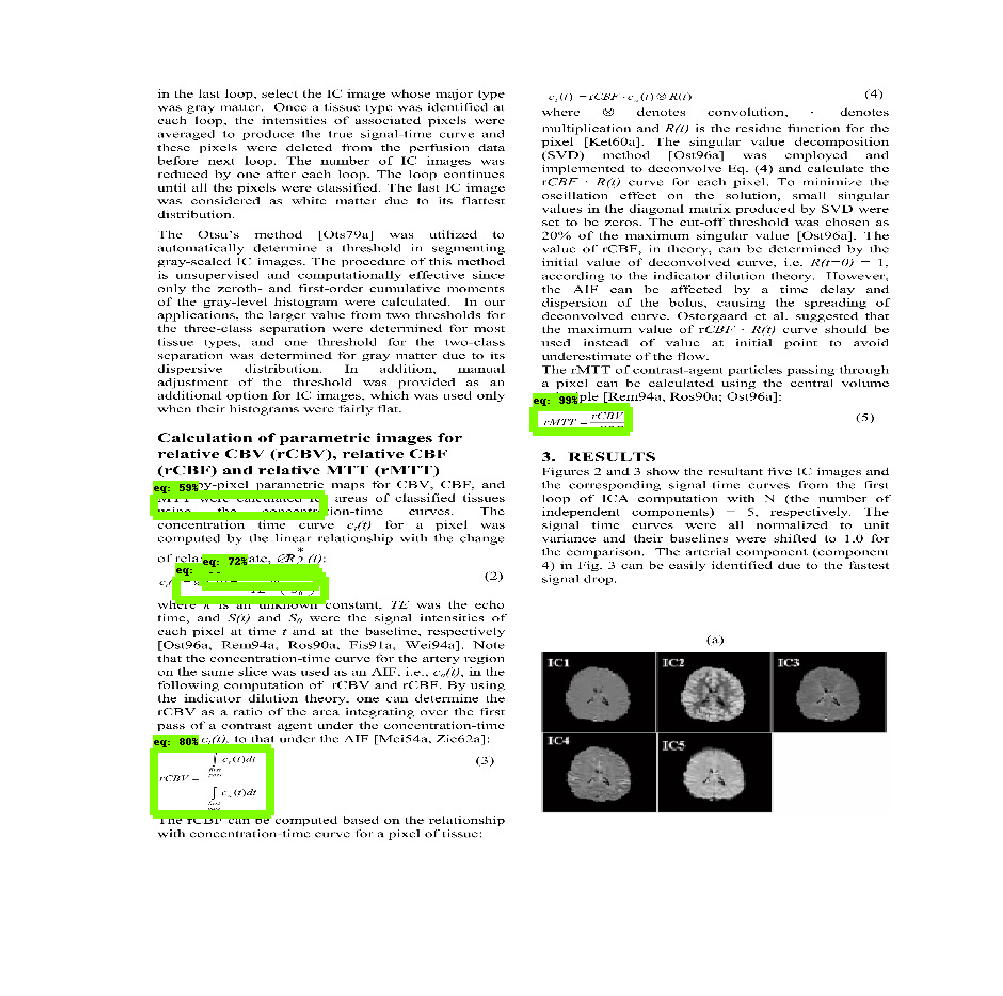 in the last loop, select the IC image whose major type
was gray matter. Once a tissue type was identified at
each loop, the intensities of associated pixels were
averaged to produce the true signal-time curve and
these pixels were deleted from the perfusion data
before next loop. The number of IC images was
reduced by one after each loop. The loop continues
until all the pixels were classified. The last IC image
was considered as white matter due to its flattest
distribution.
The Otsu's method [Ots79a] was utilized to
automatically determine a threshold in segmenting
gray-scaled IC images. The procedure of this method
is unsupervised and computationally effective since
only the zeroth- and first-order cumulative moments
of the gray-level histogram were calculated. In our
applications, the larger value from two thresholds for
the three-class separation were determined for most
tissue types, and one threshold for the two-class
separation was determined for gray matter due to its
dispersive distribution. In addition, manual
adjustment of the threshold was provided as an
additional option for IC images, which was used only
when their histograms were fairly flat.
Calculation of parametric images for
relative CBV (rCBV), relative CBF
(rCBF) and relative MTT (rMTT)
by-pixel parametric maps for CBV, CBF, and
eq: 59%
MTT were calculated areas of classified tissues
using the concentration-time curves. The
concentration time curve cₜ(t) for a pixel was
computed by the linear relationship with the change
of ate, (t):
eq: 72%
eq:
(2)
where is an unknown constant, TE was the echo
time, and S(t) and S₀ were the signal intensities of
each pixel at time t and at the baseline, respectively
[Ost96a, Rem94a, Ros90a, Fis91a, Wei94a]. Note
that the concentration-time curve for the artery region
on the same slice was used as an AIF, i.e., cₐ(t), in the
following computation of rCBV and rCBF. By using
the indicator dilution theory, one can determine the
rCBV as a ratio of the area integrating over the first
pass of a contrast agent under the concentration-time
cₜ(t), to that under the AIF [Mei54a, Zie62a]:
eq: 80%
∫ cₜ(t)dt
rCBV =
∫ cₐ(t)dt
(3)
The rCBF can be computed based on the relationship
with concentration-time curve for a pixel of tissue:
cₜ(t) = rCBF · cₐ(t) ⊗ R(t) (4)
where ⊗ denotes convolution, · denotes
multiplication and R(t) is the residue function for the
pixel [Ket60a]. The singular value decomposition
(SVD) method [Ost96a] was employed and
implemented to deconvolve Eq. (4) and calculate the
rCBF · R(t) curve for each pixel. To minimize the
oscillation effect on the solution, small singular
values in the diagonal matrix produced by SVD were
set to be zeros. The cut-off threshold was chosen as
20% of the maximum singular value [Ost96a]. The
value of rCBF, in theory, can be determined by the
initial value of deconvolved curve, i.e. R(t=0) = 1,
according to the indicator dilution theory. However,
the AIF can be affected by a time delay and
dispersion of the bolus, causing the spreading of
deconvolved curve. Ostergaard et al. suggested that
the maximum value of rCBF · R(t) curve should be
used instead of value at initial point to avoid
underestimate of the flow.
The rMTT of contrast-agent particles passing through
a pixel can be calculated using the central volume
eq: 99%
[Rem94a, Ros90a; Ost96a]:
rMTT = rCBV (5)
3. RESULTS
Figures 2 and 3 show the resultant five IC images and
the corresponding signal time curves from the first
loop of ICA computation with N (the number of
independent components) = 5, respectively. The
signal time curves were all normalized to unit
variance and their baselines were shifted to 1.0 for
the comparison. The arterial component (component
4) in Fig. 3 can be easily identified due to the fastest
signal drop.
(a)
IC1 IC2 IC3
IC4 IC5